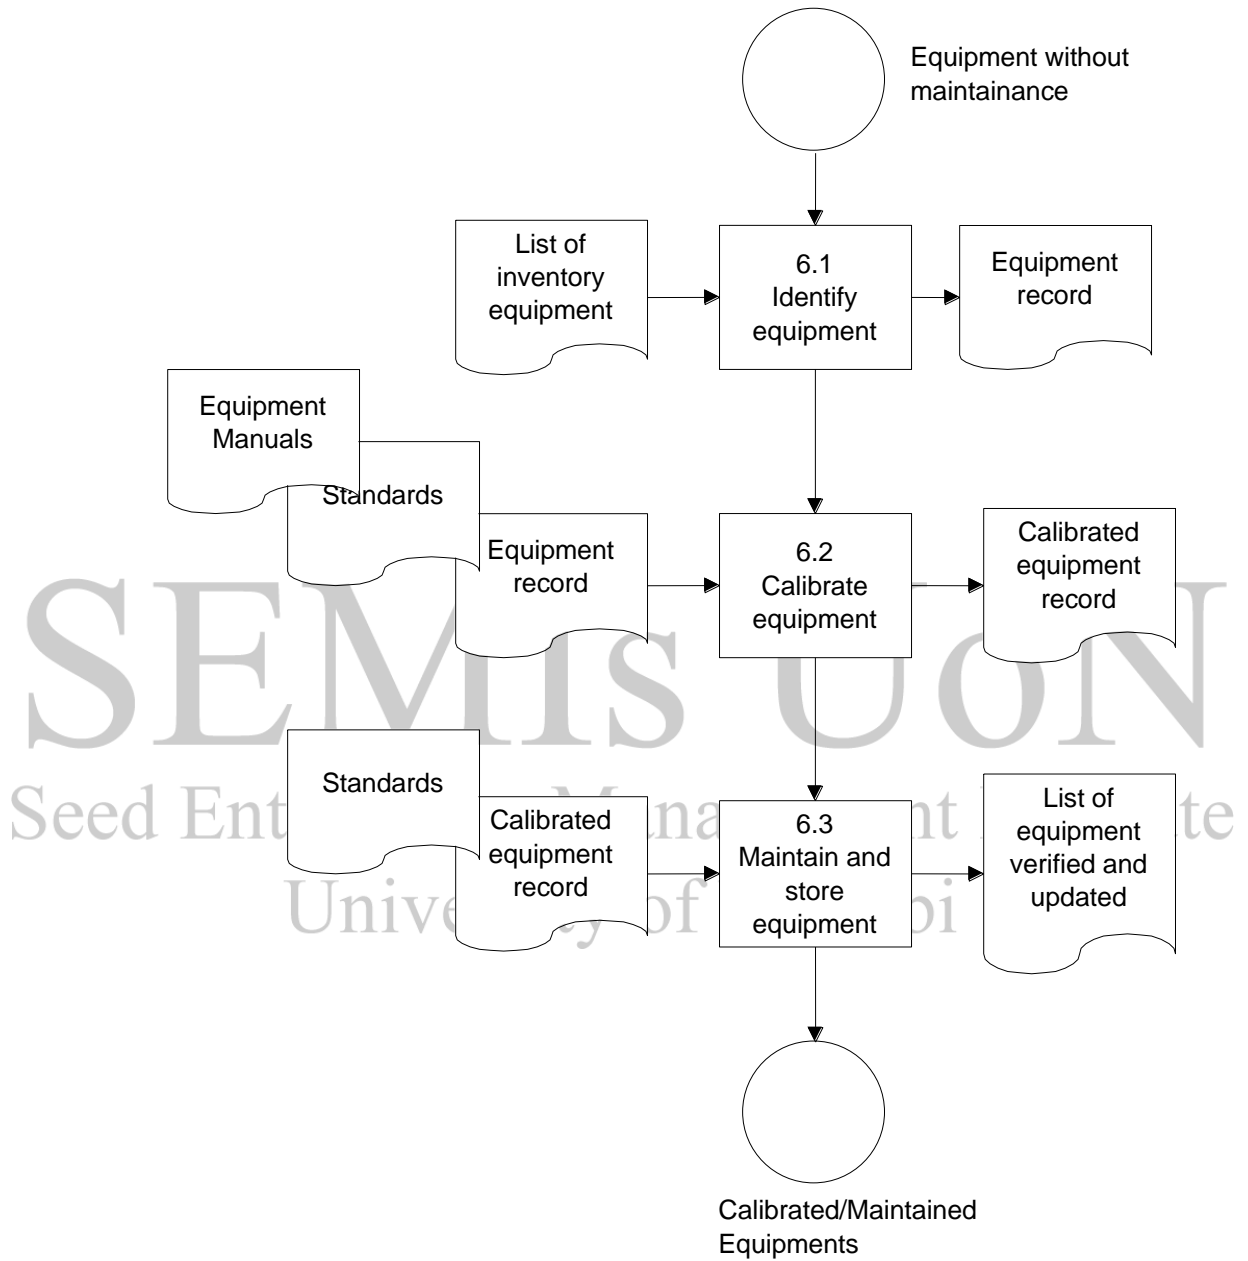 Equipment without
maintainance
List of
inventory
equipment
6.1
Identify
equipment
Equipment
record
Equipment
Manuals
Standards
Equipment
record
6.2
Calibrate
equipment
Calibrated
equipment
record
SEMis UoN
Standards
Calibrated
equipment
record
6.3
Maintain and
store
equipment
List of
equipment
verified and
updated
Seed Ent
Univ
of
Calibrated/Maintained
Equipments